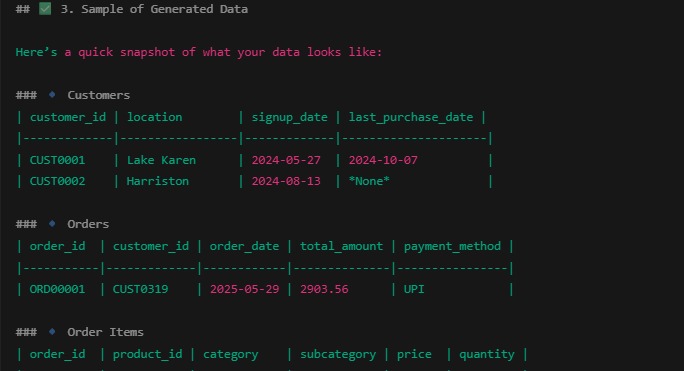 ## ✅ 3. Sample of Generated Data
Here’s a quick snapshot of what your data looks like:
### 🔹 Customers
| customer_id | location        | signup_date | last_purchase_date |
|-------------|-----------------|-------------|--------------------|
| CUST0001    | Lake Karen      | 2024-05-27  | 2024-10-07          |
| CUST0002    | Harriston       | 2024-08-13  | *None*              |
### 🔹 Orders
| order_id  | customer_id | order_date | total_amount | payment_method |
|-----------|-------------|------------|--------------|----------------|
| ORD00001  | CUST0319    | 2025-05-29 | 2903.56      | UPI            |
### 🔹 Order Items
| order_id  | product_id | category    | subcategory | price  | quantity |